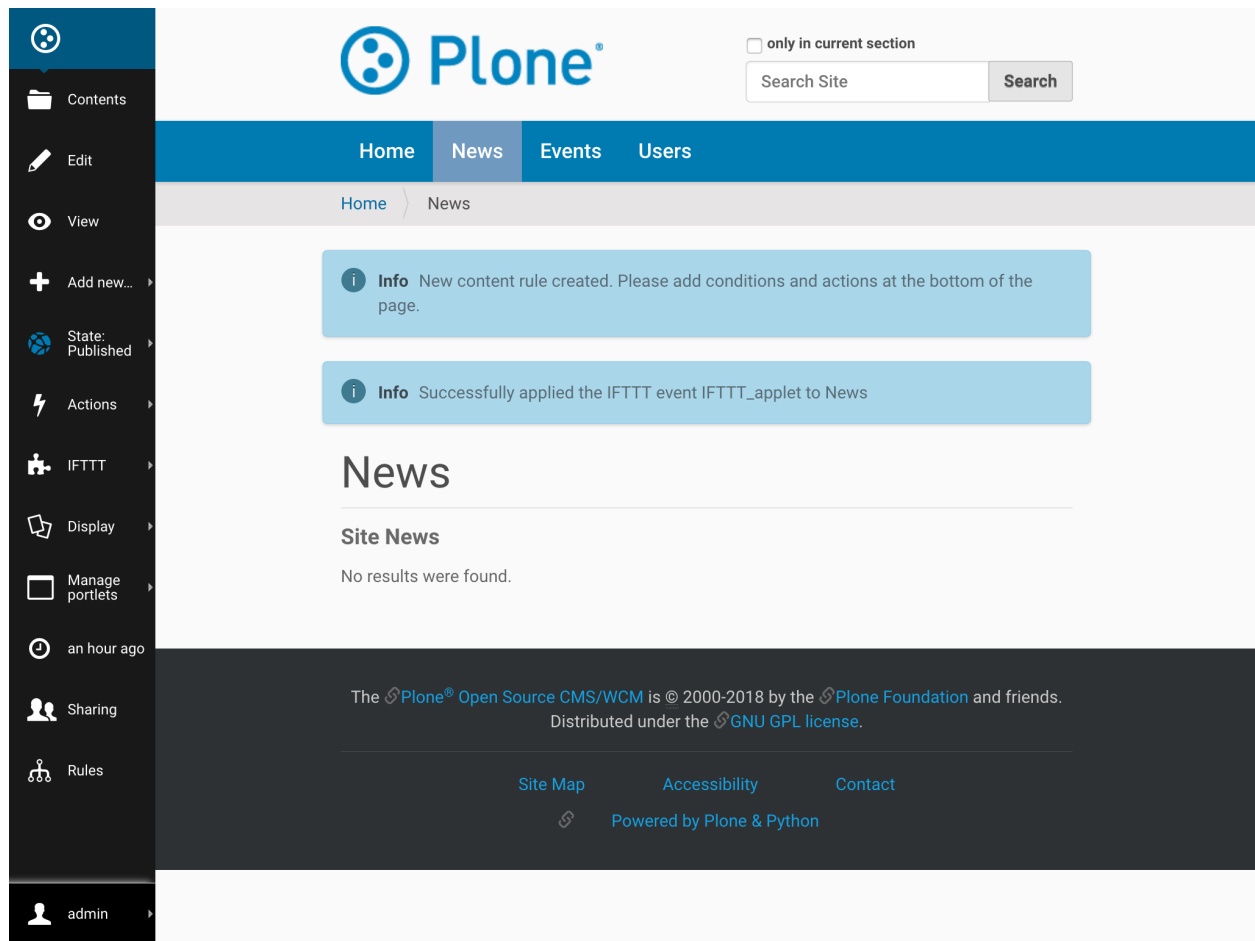 Contents
Edit
View
Add new...
State:
Published
Actions
IFTTT
Display
Manage
portlets
an hour ago
Sharing
Rules
admin
Plone®
only in current section
Search Site
Search
Home
News
Events
Users
Home
News
Info New content rule created. Please add conditions and actions at the bottom of the
page.
Info Successfully applied the IFTTT event IFTTT_applet to News
News
Site News
No results were found.
The Plone® Open Source CMS/WCM is © 2000-2018 by the Plone Foundation and friends.
Distributed under the GNU GPL license.
Site Map
Accessibility
Contact
Powered by Plone & Python